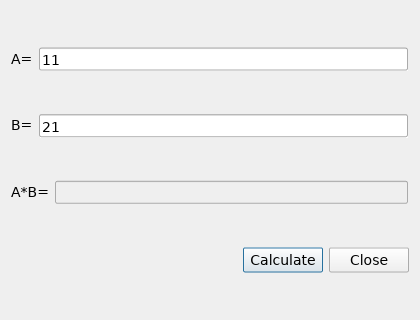 A= 11
B= 21
A*B=
Calculate Close